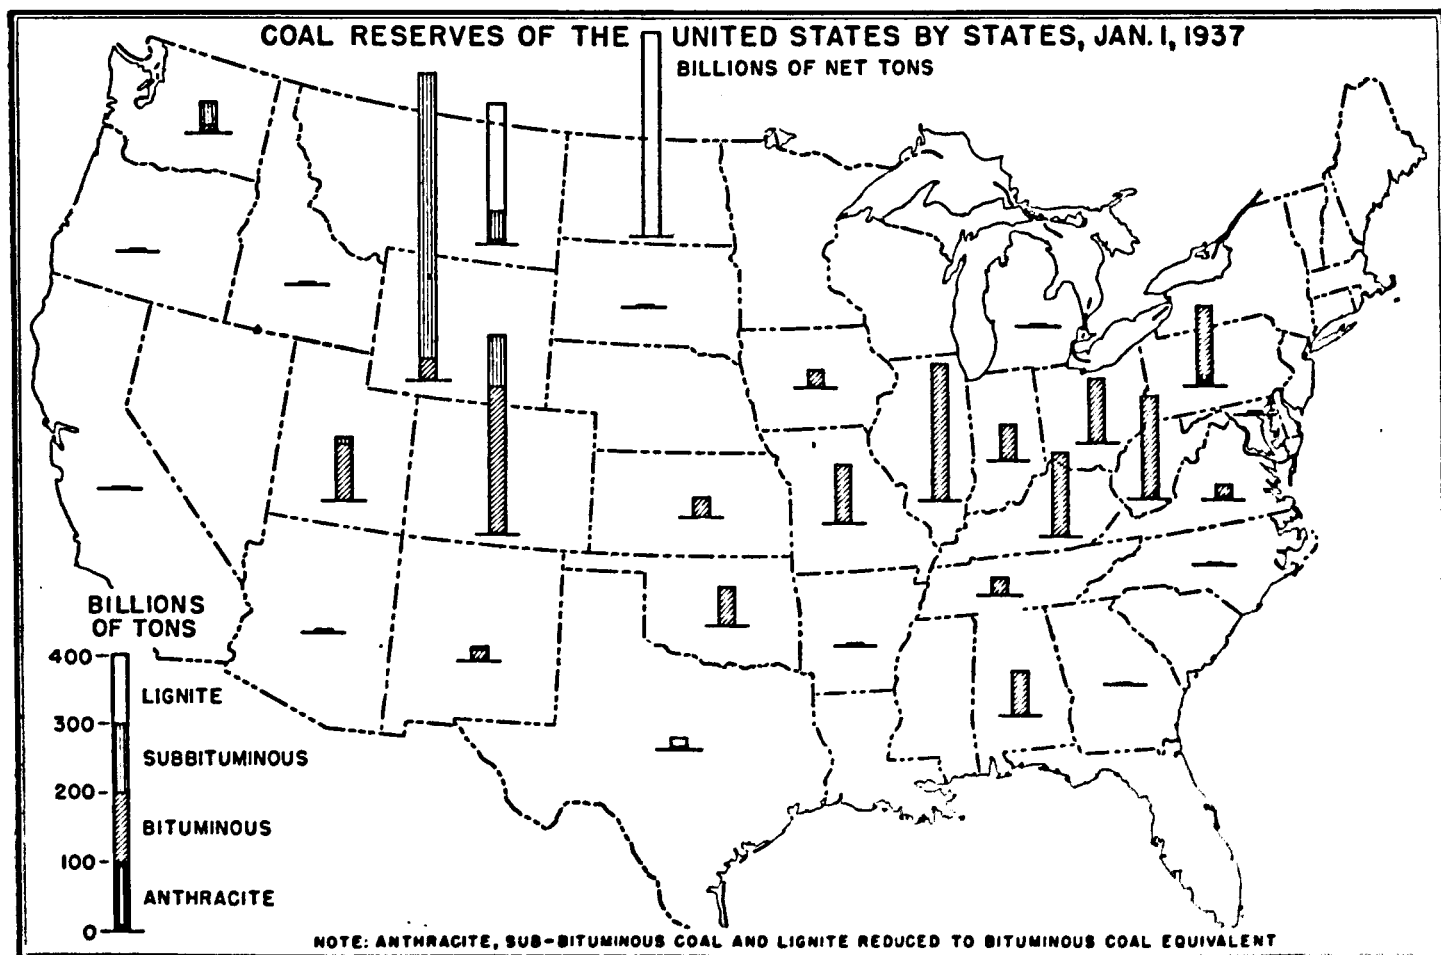 COAL RESERVES OF THE UNITED STATES BY STATES, JAN. 1, 1937
BILLIONS OF NET TONS
BILLIONS
OF TONS
400
LIGNITE
300
SUBBITUMINOUS
200
BITUMINOUS
100
ANTHRACITE
0
NOTE: ANTHRACITE, SUB-BITUMINOUS COAL AND LIGNITE REDUCED TO BITUMINOUS COAL EQUIVALENT